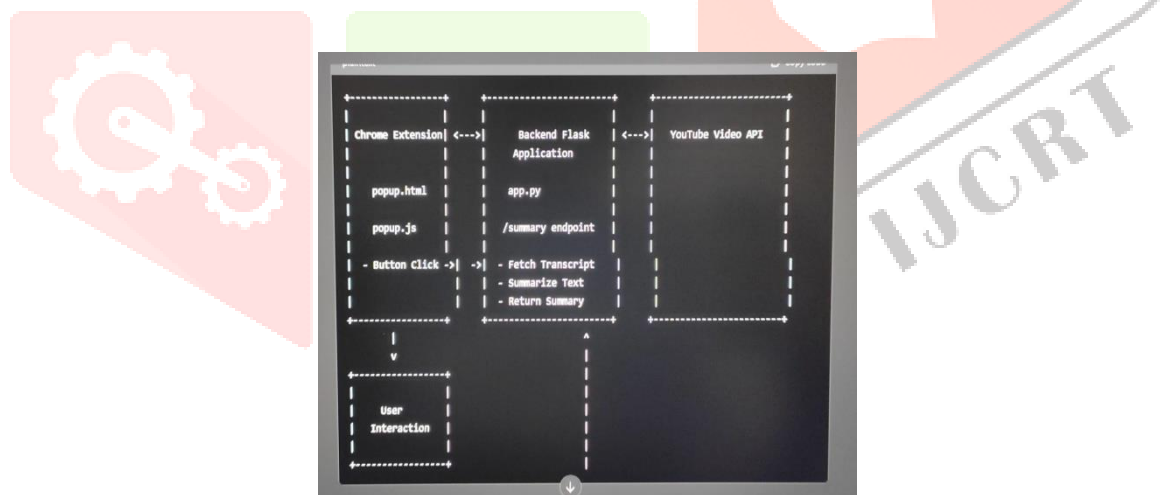 Chrome Extension <---> Backend Flask <---> YouTube Video API
Application
popup.html app.py
popup.js /summary endpoint
- Button Click -> -> - Fetch Transcript
- Summarize Text
- Return Summary
v ^
User
Interaction
IJCRT